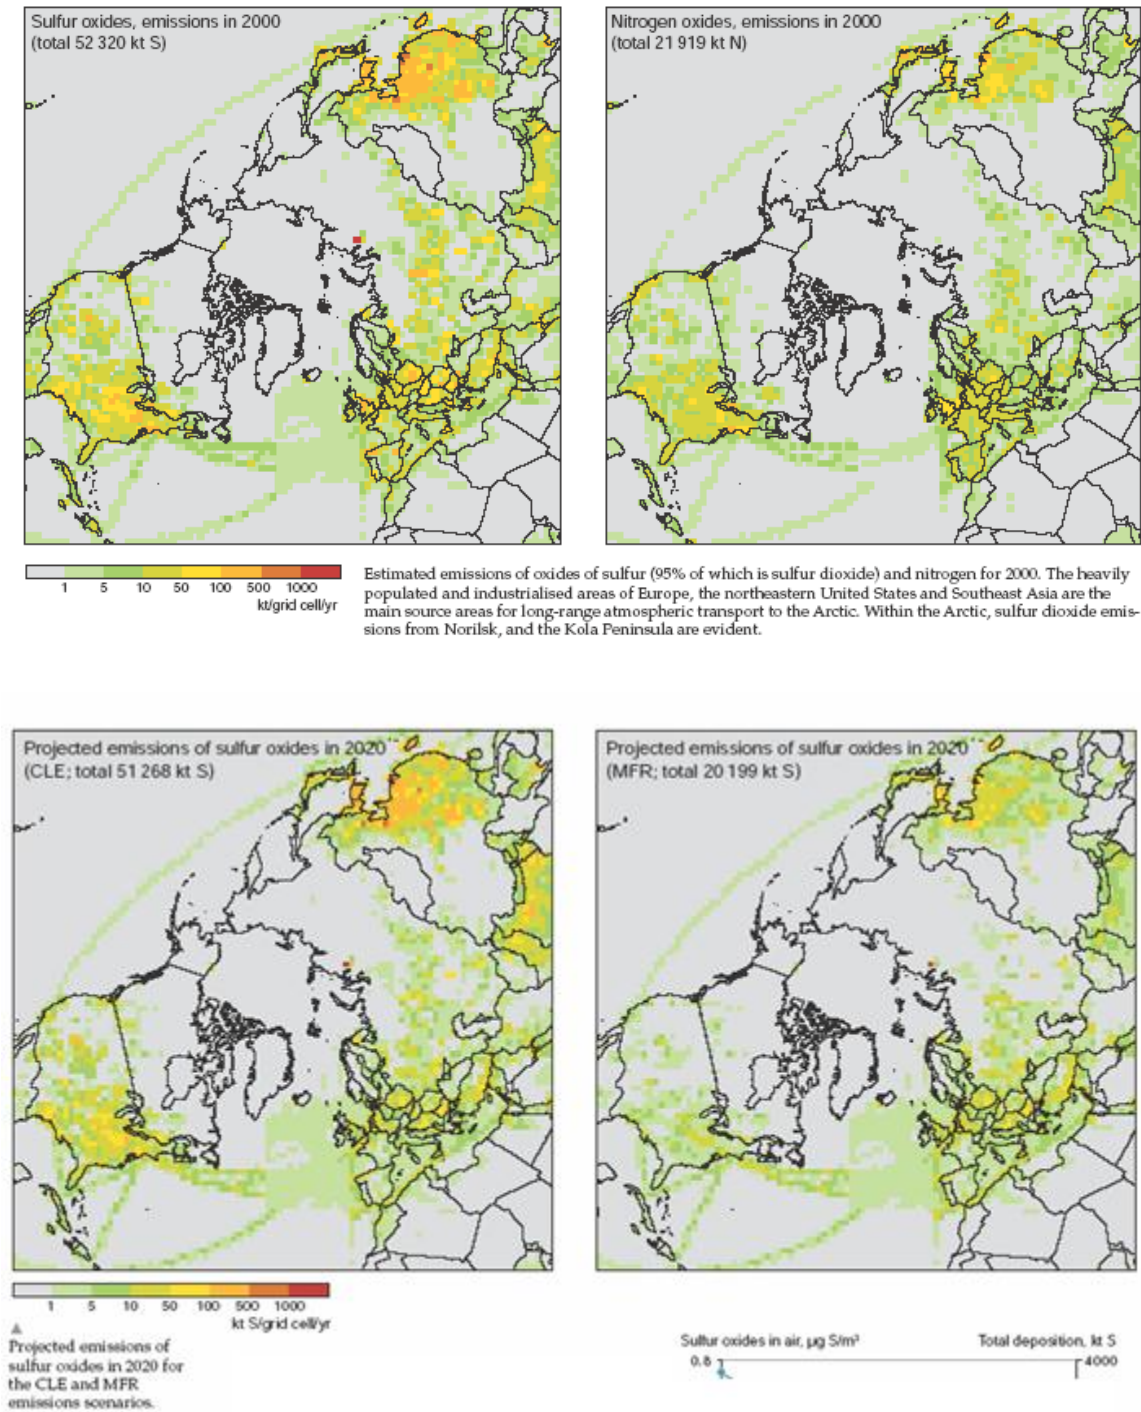 Sulfur oxides, emissions in 2000
(total 52 320 kt S)
Nitrogen oxides, emissions in 2000
(total 21 919 kt N)
1 5 10 50 100 500 1000
kt/grid cell/yr
Estimated emissions of oxides of sulfur (95% of which is sulfur dioxide) and nitrogen for 2000. The heavily
populated and industrialised areas of Europe, the northeastern United States and Southeast Asia are the
main source areas for long-range atmospheric transport to the Arctic. Within the Arctic, sulfur dioxide emis-
sions from Norilsk, and the Kola Peninsula are evident.
Projected emissions of sulfur oxides in 2020
(CLE; total 51 268 kt S)
Projected emissions of sulfur oxides in 2020
(MFR; total 20 199 kt S)
1 5 10 50 100 500 1000
kt S/grid cell/yr
Projected emissions of
sulfur oxides in 2020 for
the CLE and MFR
emissions scenarios.
Sulfur oxides in air, µg S/m³
Total deposition, kt S
0.8
4000